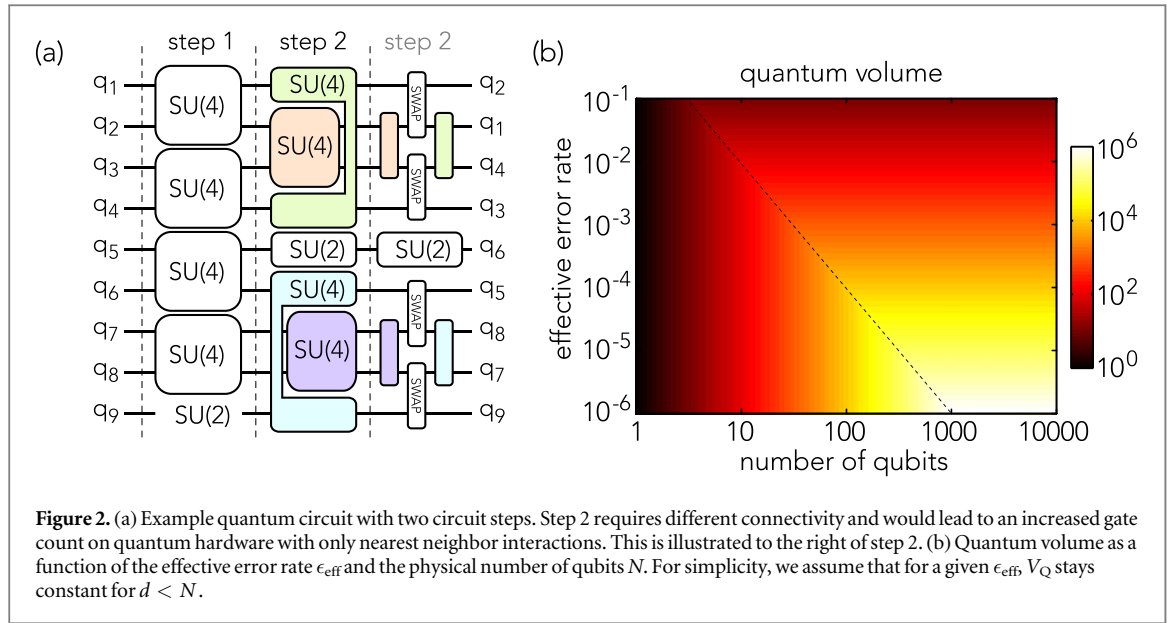 (a)
step 1
step 2
step 2
q1
SU(4)
SU(4)
SWAP
q2
q2
SU(4)
q1
q3
SU(4)
SWAP
q4
q4
q3
q5
SU(4)
SU(2)
SU(2)
q6
q6
SU(4)
SWAP
q5
q7
SU(4)
SU(4)
q8
q8
SWAP
q7
q9
SU(2)
q9
(b)
quantum volume
effective error rate
10^-1
10^-2
10^-3
10^-4
10^-5
10^-6
1 10 100 1000 10000
number of qubits
10^6
10^4
10^2
10^0
Figure 2. (a) Example quantum circuit with two circuit steps. Step 2 requires different connectivity and would lead to an increased gate
count on quantum hardware with only nearest neighbor interactions. This is illustrated to the right of step 2. (b) Quantum volume as a
function of the effective error rate ϵeff and the physical number of qubits N. For simplicity, we assume that for a given ϵeff, VQ stays
constant for d < N.